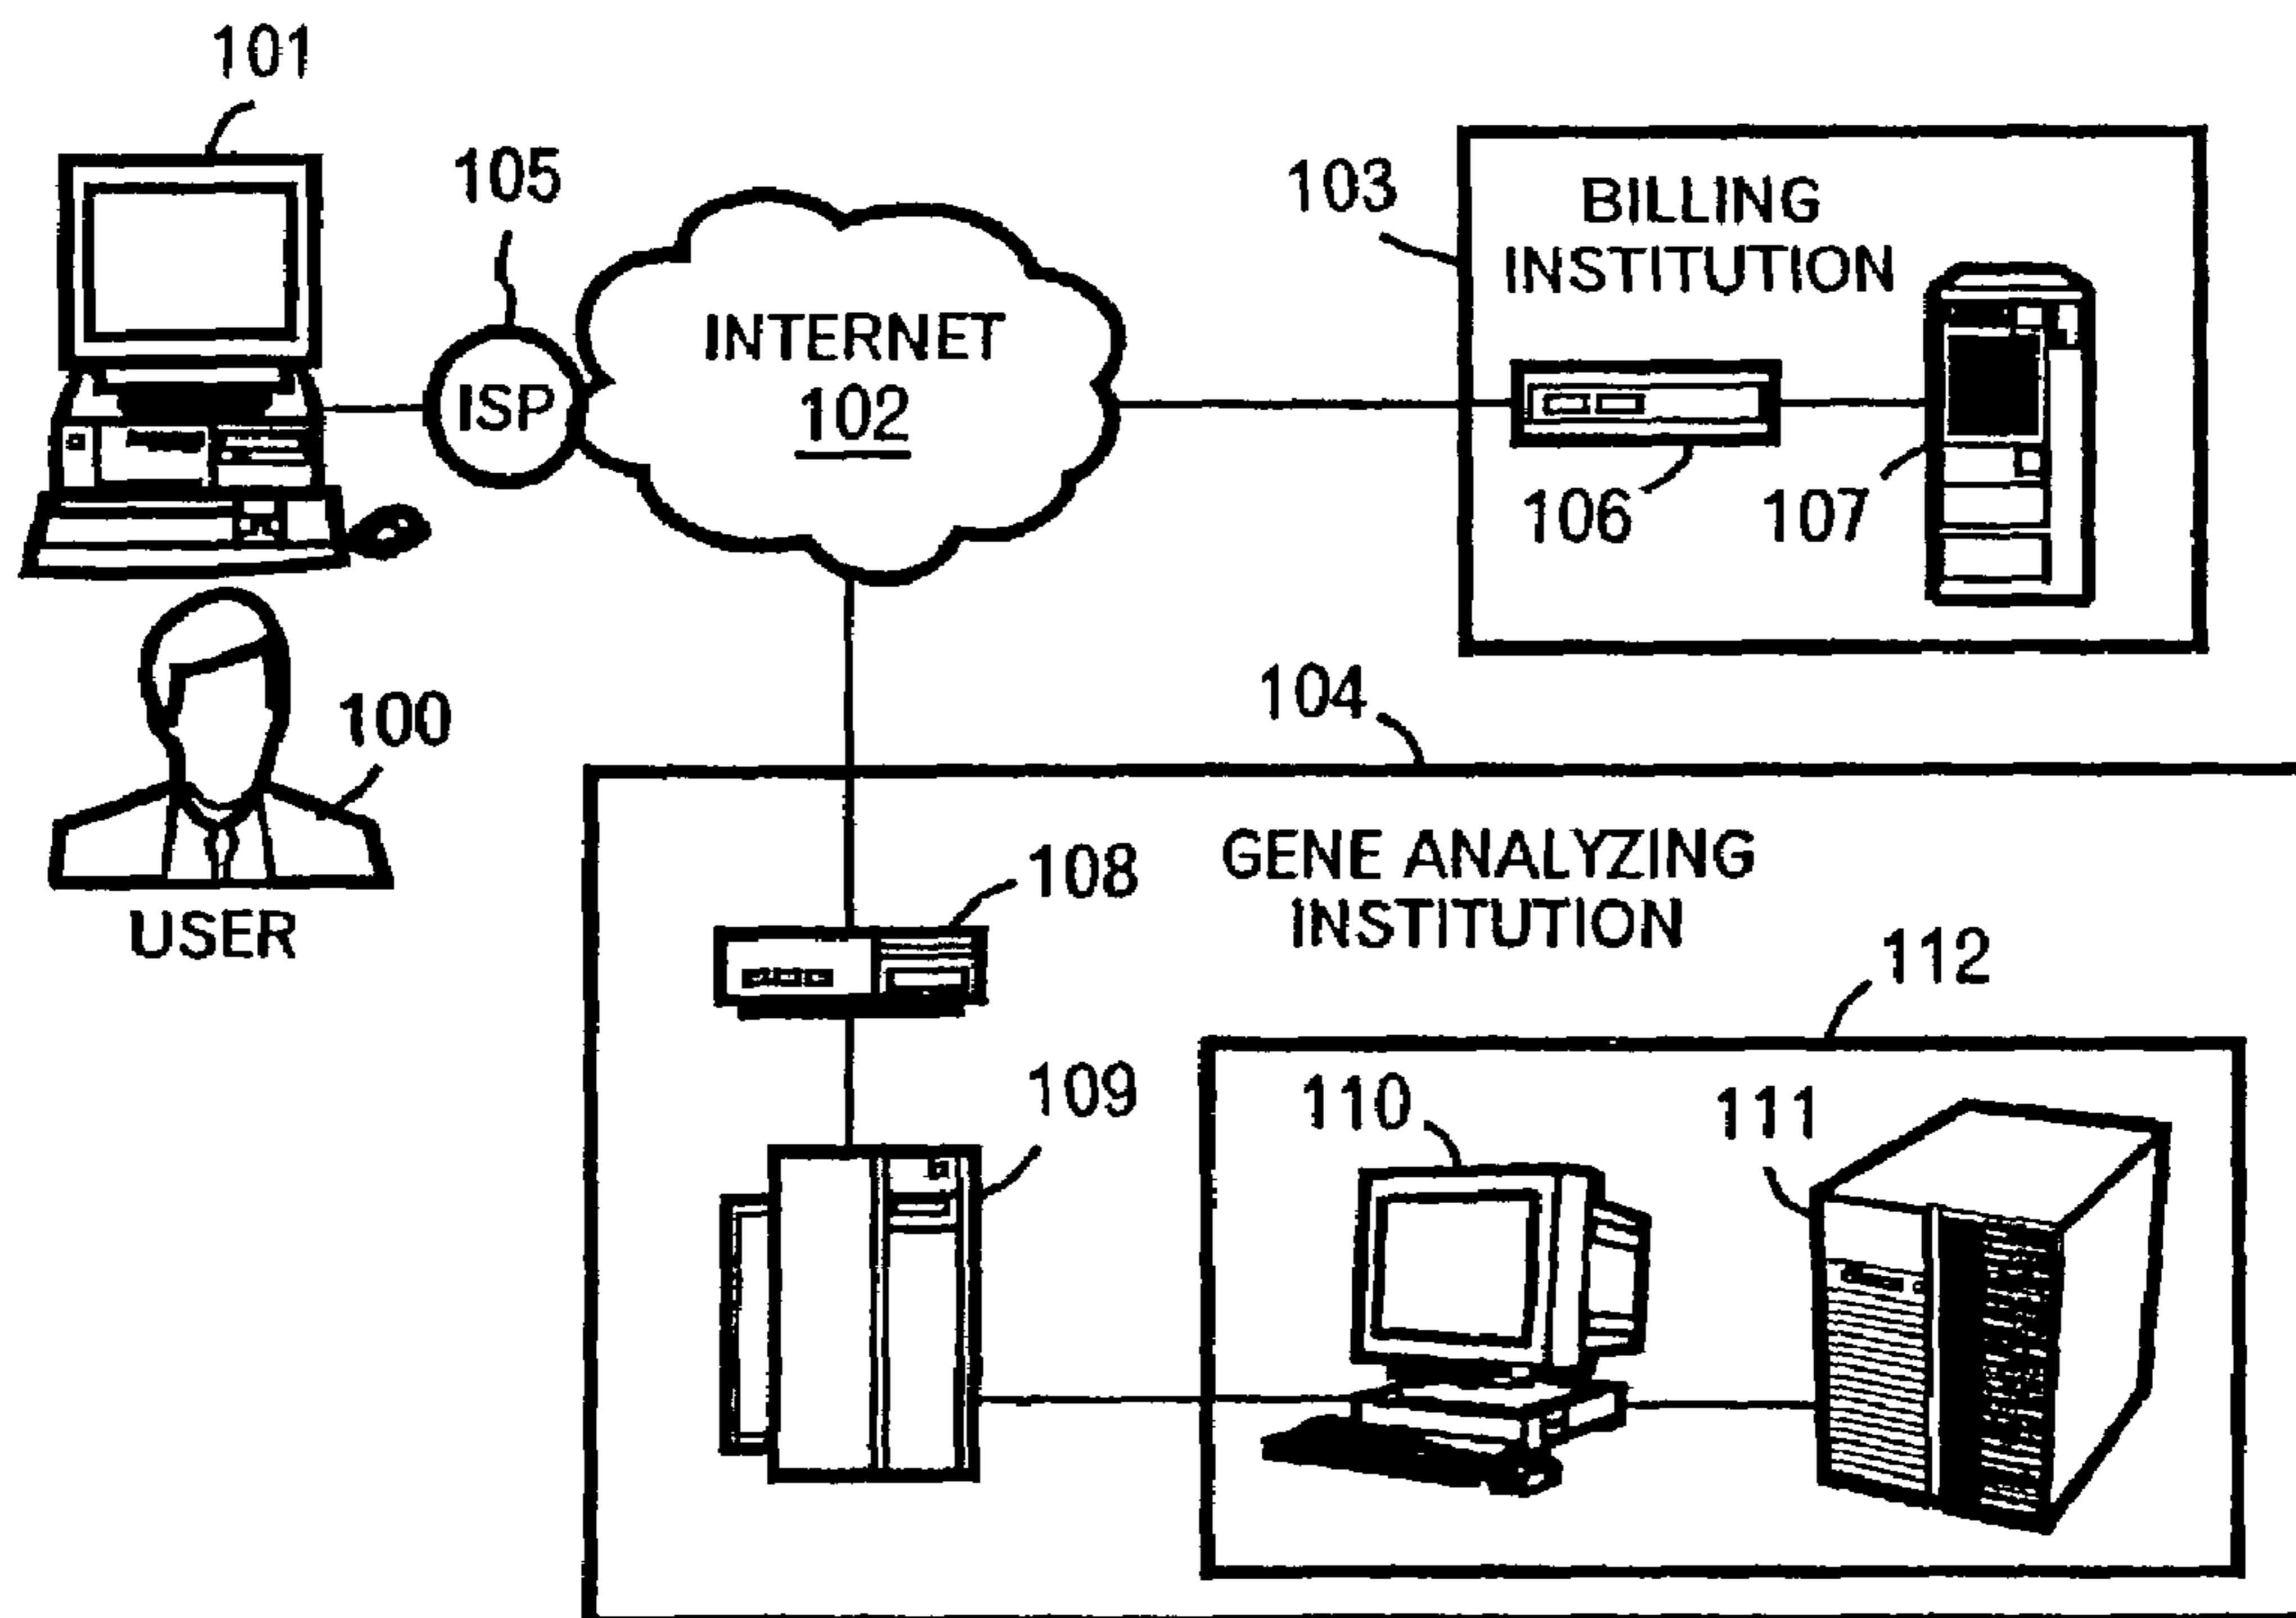 101
105
ISP
INTERNET
102
103
BILLING
INSTITUTION
106
107
100
USER
104
GENE ANALYZING
INSTITUTION
108
112
109
110
111